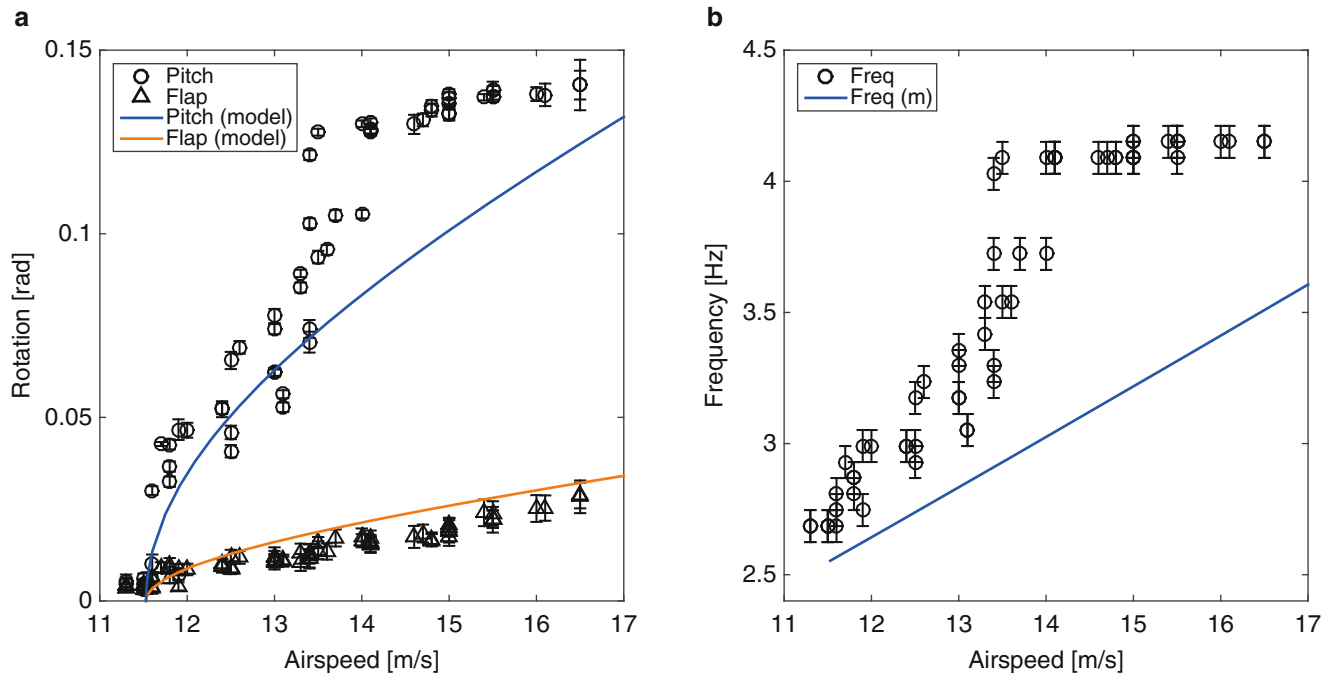 a
0.15
0.1
0.05
0
Rotation [rad]
Pitch
Flap
Pitch (model)
Flap (model)
11 12 13 14 15 16 17
Airspeed [m/s]
b
4.5
4
3.5
3
2.5
Frequency [Hz]
Freq
Freq (m)
11 12 13 14 15 16 17
Airspeed [m/s]